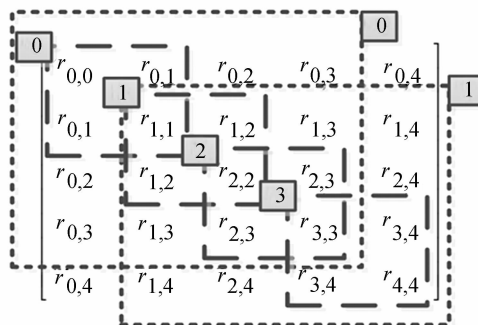 0 0
r0,0 r0,1 r0,2 r0,3 r0,4
1 1
r0,1 r1,1 r1,2 r1,3 r1,4
2
r0,2 r1,2 r2,2 r2,3 r2,4
3
r0,3 r1,3 r2,3 r3,3 r3,4
r0,4 r1,4 r2,4 r3,4 r4,4